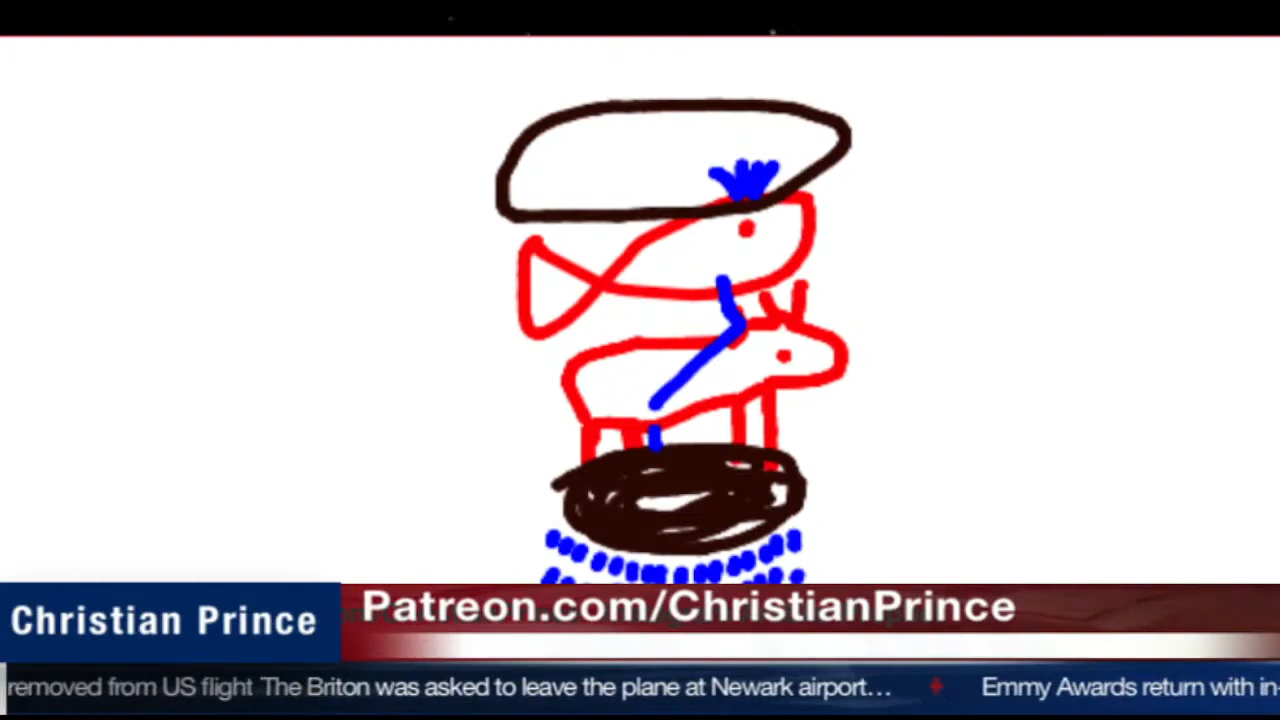 Patreon.com/ChristianPrince
Christian Prince
removed from US flight The Briton was asked to leave the plane at Newark airport… Emmy Awards return with in-